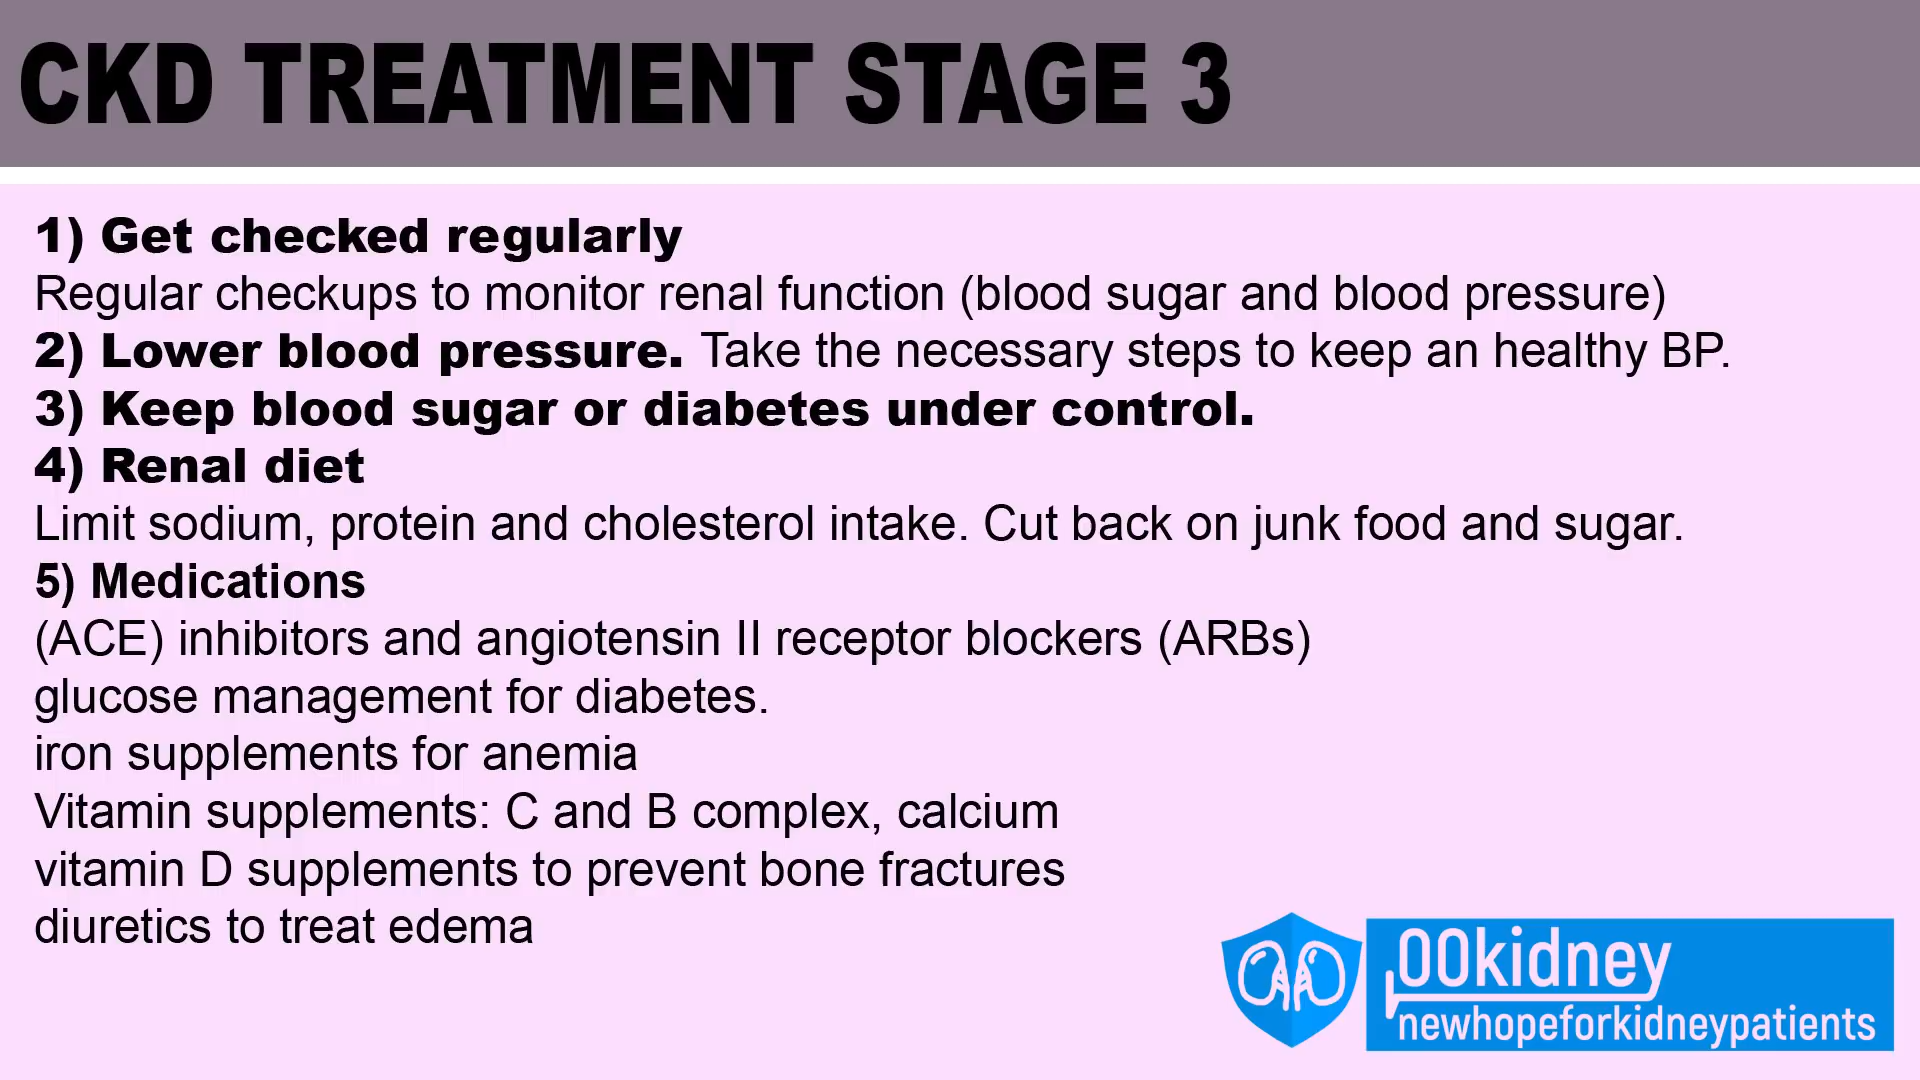 CKD TREATMENT STAGE 3
1) Get checked regularly
Regular checkups to monitor renal function (blood sugar and blood pressure)
2) Lower blood pressure. Take the necessary steps to keep an healthy BP.
3) Keep blood sugar or diabetes under control.
4) Renal diet
Limit sodium, protein and cholesterol intake. Cut back on junk food and sugar.
5) Medications
(ACE) inhibitors and angiotensin II receptor blockers (ARBs)
glucose management for diabetes.
iron supplements for anemia
Vitamin supplements: C and B complex, calcium
vitamin D supplements to prevent bone fractures
diuretics to treat edema
00kidney
newhopeforkidneypatients